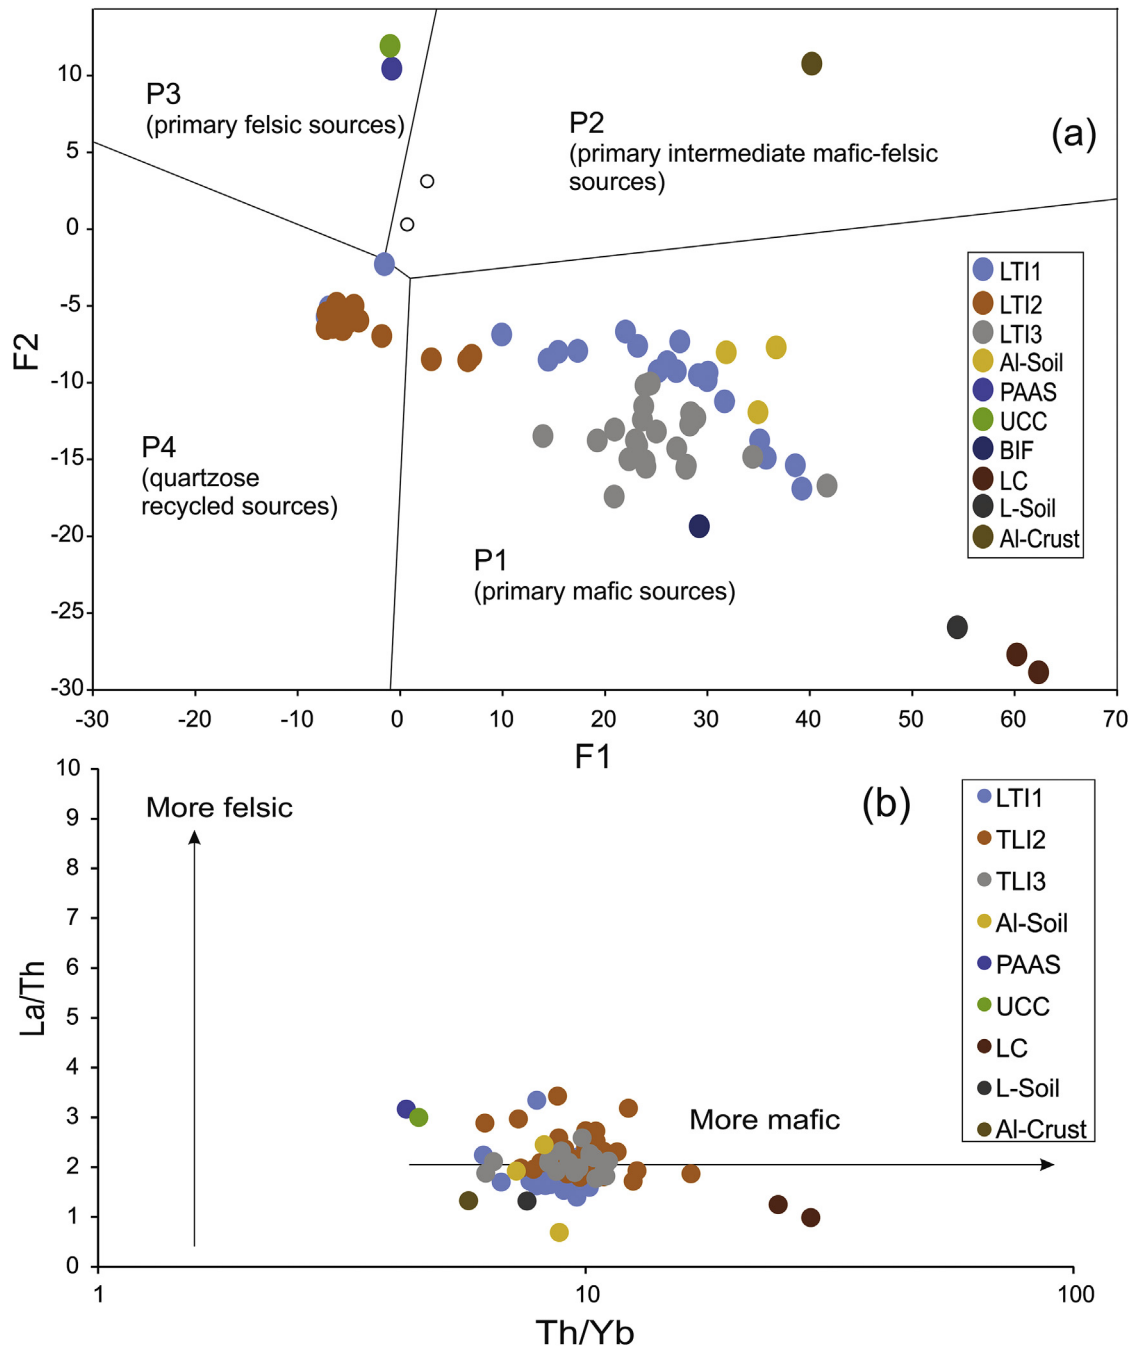 10
5
0
-5
-10
-15
-20
-25
-30
F2
P3
(primary felsic sources)
P2
(primary intermediate mafic-felsic
sources)
(a)
P4
(quartzose
recycled sources)
P1
(primary mafic sources)
LTI1
LTI2
LTI3
Al-Soil
PAAS
UCC
BIF
LC
L-Soil
Al-Crust
-30
-20
-10
0
10
20
30
40
50
60
70
F1
10
9
8
7
6
5
4
3
2
1
0
La/Th
More felsic
(b)
More mafic
LTI1
TLI2
TLI3
Al-Soil
PAAS
UCC
LC
L-Soil
Al-Crust
1
10
100
Th/Yb